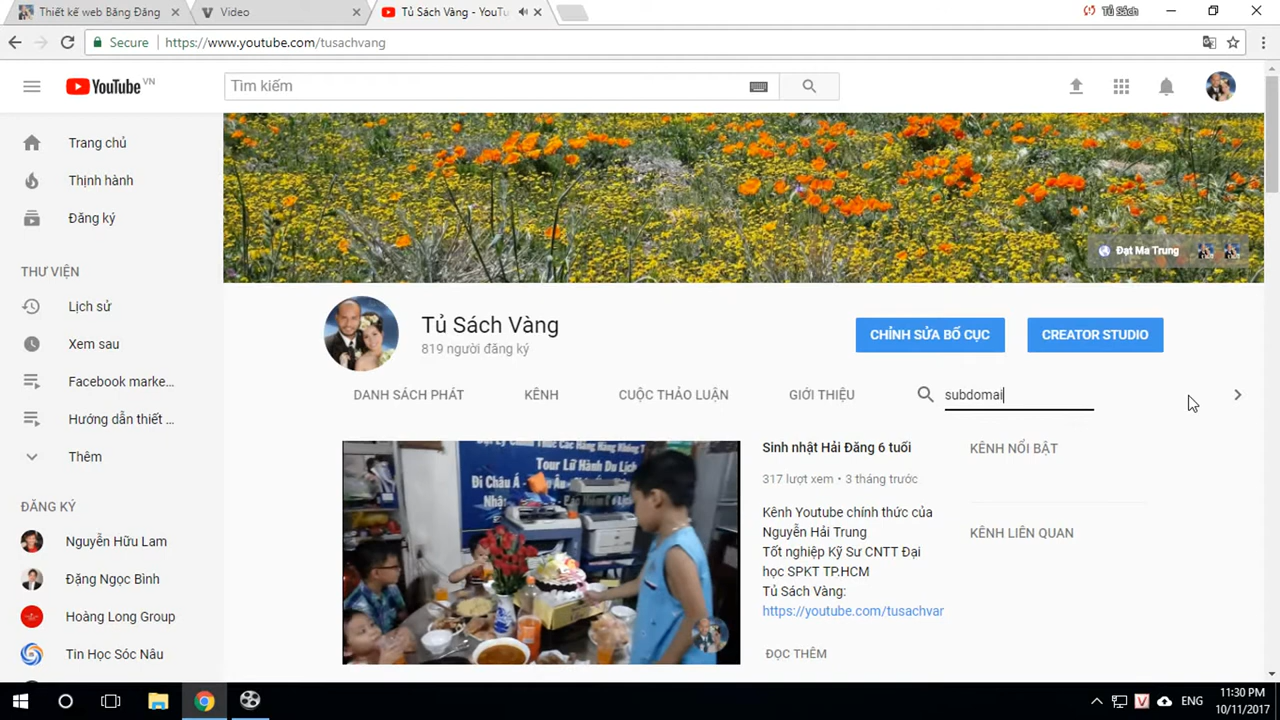 Thiết kế web Băng Đăng
Video
Tủ Sách Vàng - YouTu
Tủ Sách
Secure
https://www.youtube.com/tusachvang
YouTube VN
Tìm kiếm
Trang chủ
Thịnh hành
Đăng ký
THƯ VIỆN
Lịch sử
Xem sau
Facebook marke...
Hướng dẫn thiết ...
Thêm
ĐĂNG KÝ
Nguyễn Hữu Lam
Đặng Ngọc Bình
Hoàng Long Group
Tin Học Sóc Nâu
Đạt Ma Trung
Tủ Sách Vàng
819 người đăng ký
CHỈNH SỬA BỐ CỤC
CREATOR STUDIO
DANH SÁCH PHÁT
KÊNH
CUỘC THẢO LUẬN
GIỚI THIỆU
subdomai
Tour Lữ Hành Du Lịch
Đi Châu Á
Sinh nhật Hải Đăng 6 tuổi
317 lượt xem • 3 tháng trước
Kênh Youtube chính thức của
Nguyễn Hải Trung
Tốt nghiệp Kỹ Sư CNTT Đại
học SPKT TP.HCM
Tủ Sách Vàng:
https://youtube.com/tusachvar
ĐỌC THÊM
KÊNH NỔI BẬT
KÊNH LIÊN QUAN
ENG
11:30 PM
10/11/2017